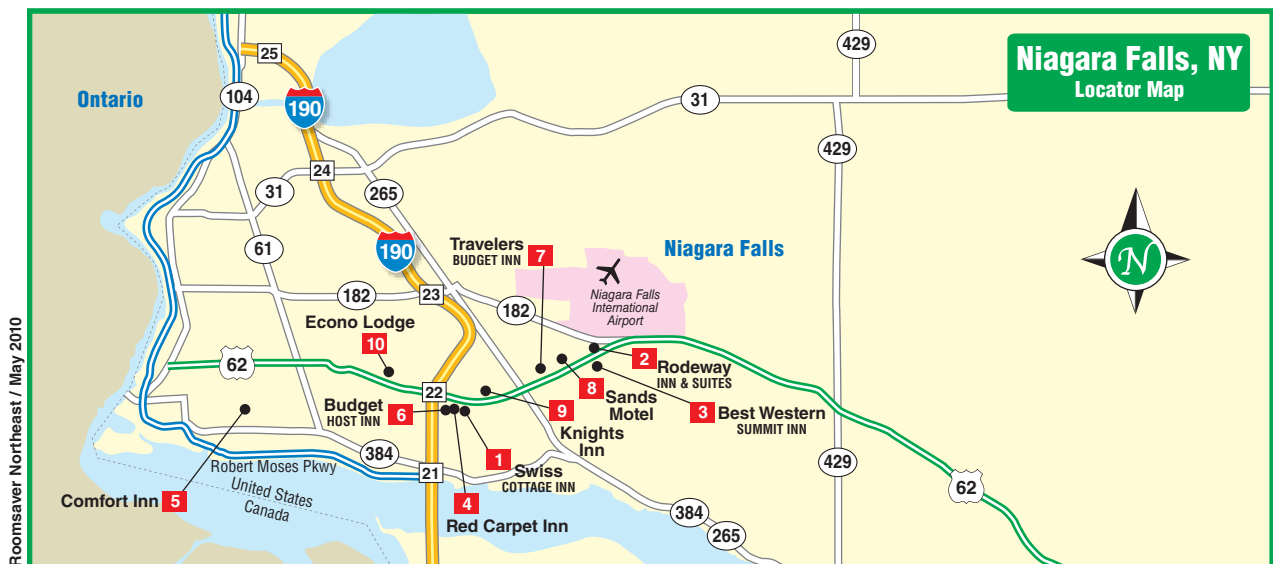 Niagara Falls, NY
Locator Map
25
429
Ontario
104
190
31
429
24
31
265
61
190
Travelers
BUDGET INN
7
Niagara Falls
N
Niagara Falls
International
Airport
182
23
182
Econo Lodge
10
62
2
Rodeway
INN & SUITES
22
8
Sands
Motel
Budget
HOST INN
6
9
Knights
Inn
3
Best Western
SUMMIT INN
384
Robert Moses Pkwy
21
1
Swiss
COTTAGE INN
429
62
United States
Canada
Comfort Inn
5
4
Red Carpet Inn
384
265
Roomsaver Northeast / May 2010